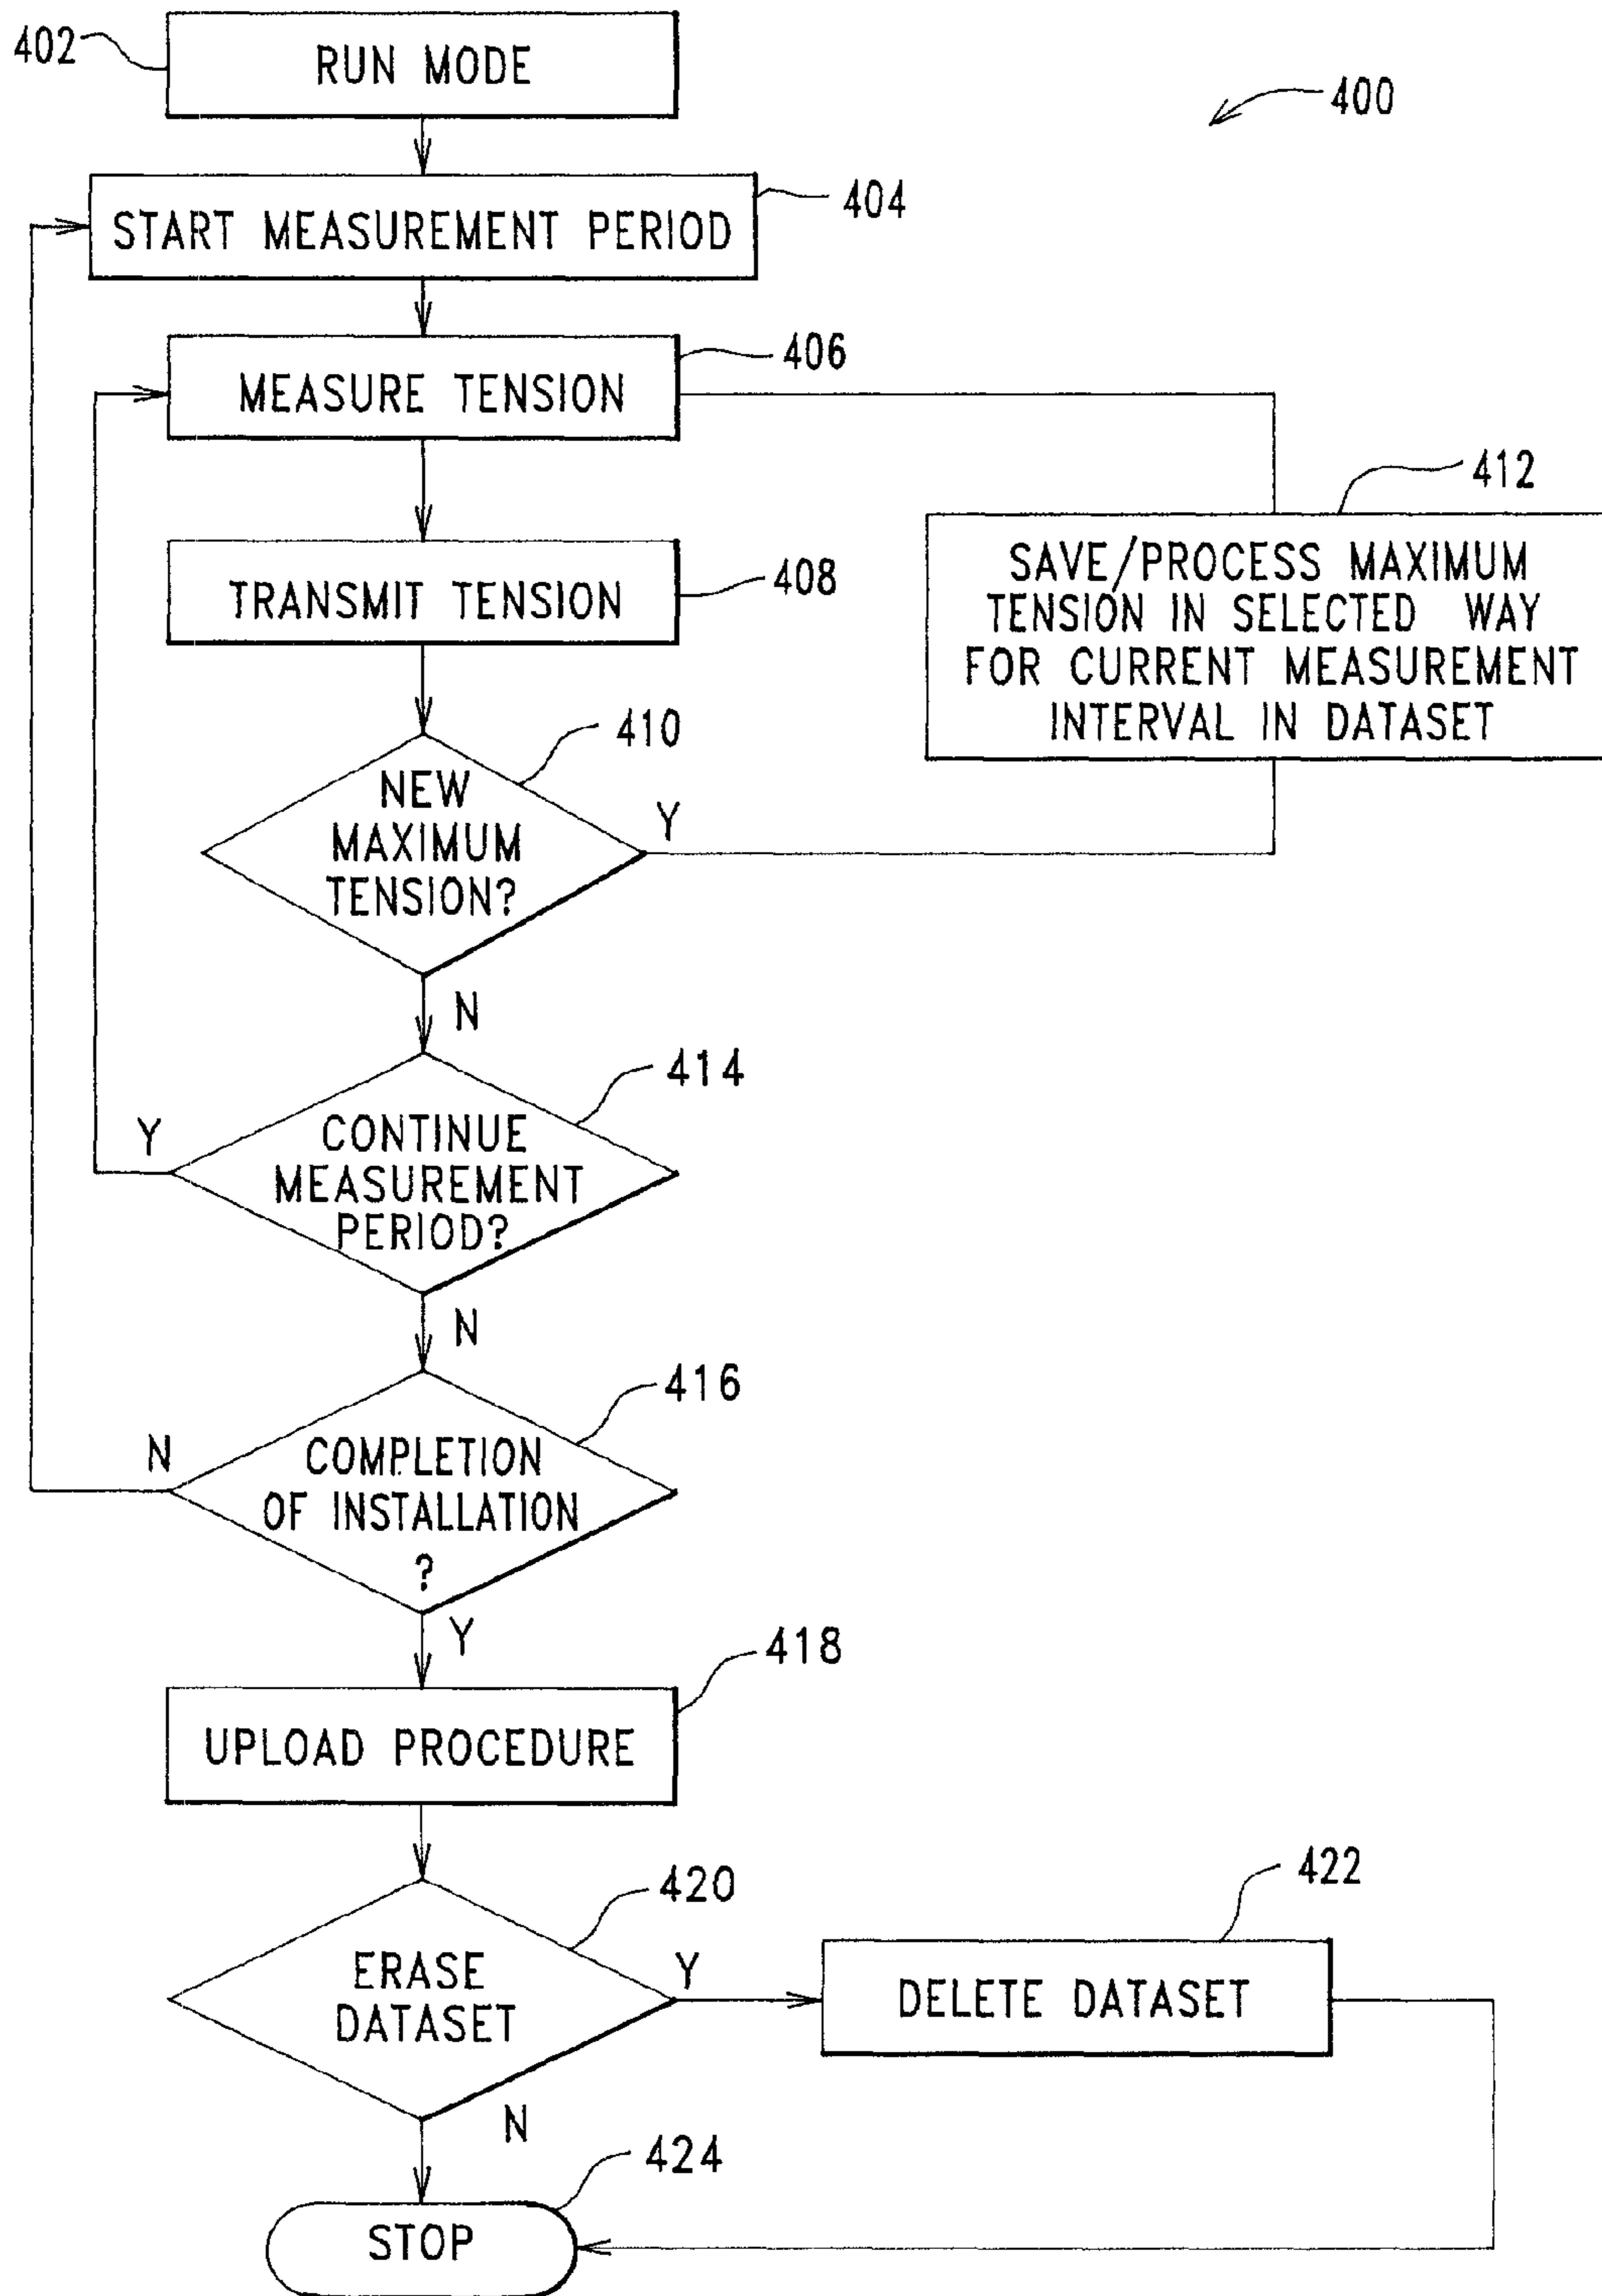 402
RUN MODE
400
404
START MEASUREMENT PERIOD
406
MEASURE TENSION
412
SAVE/PROCESS MAXIMUM
TENSION IN SELECTED WAY
FOR CURRENT MEASUREMENT
INTERVAL IN DATASET
408
TRANSMIT TENSION
410
NEW
MAXIMUM
TENSION?
Y
N
414
CONTINUE
MEASUREMENT
PERIOD?
Y
N
416
COMPLETION
OF INSTALLATION
?
N
Y
418
UPLOAD PROCEDURE
420
ERASE
DATASET
Y
422
DELETE DATASET
N
424
STOP